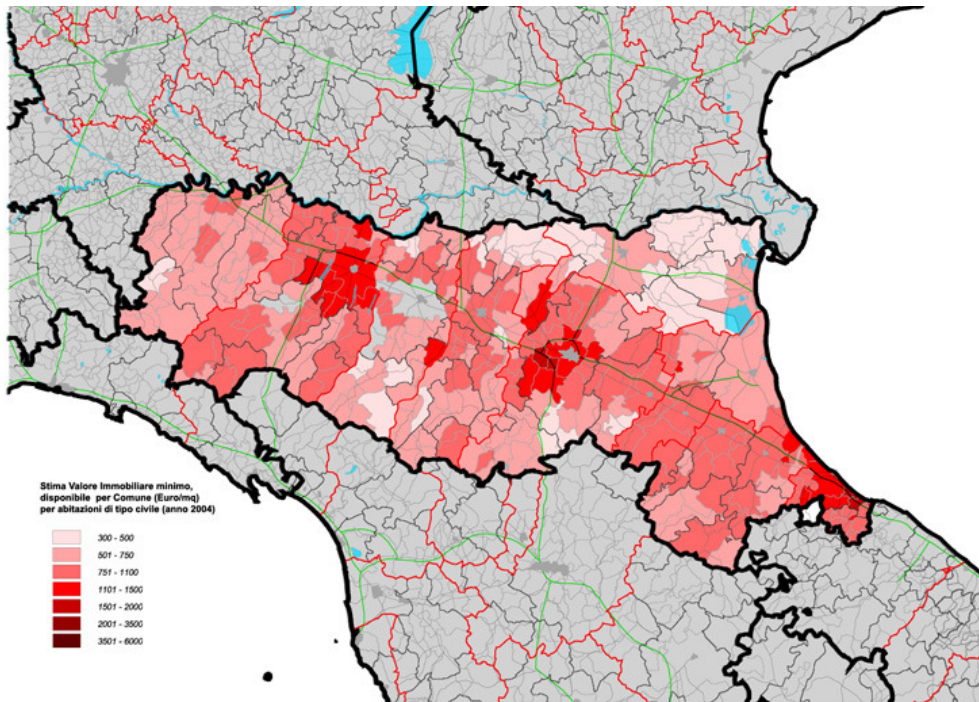 Stima Valore Immobiliare minimo,
disponibile per Comune (Euro/mq)
per abitazioni di tipo civile (anno 2004)
300 - 500
501 - 750
751 - 1100
1101 - 1500
1501 - 2000
2001 - 3500
3501 - 6000